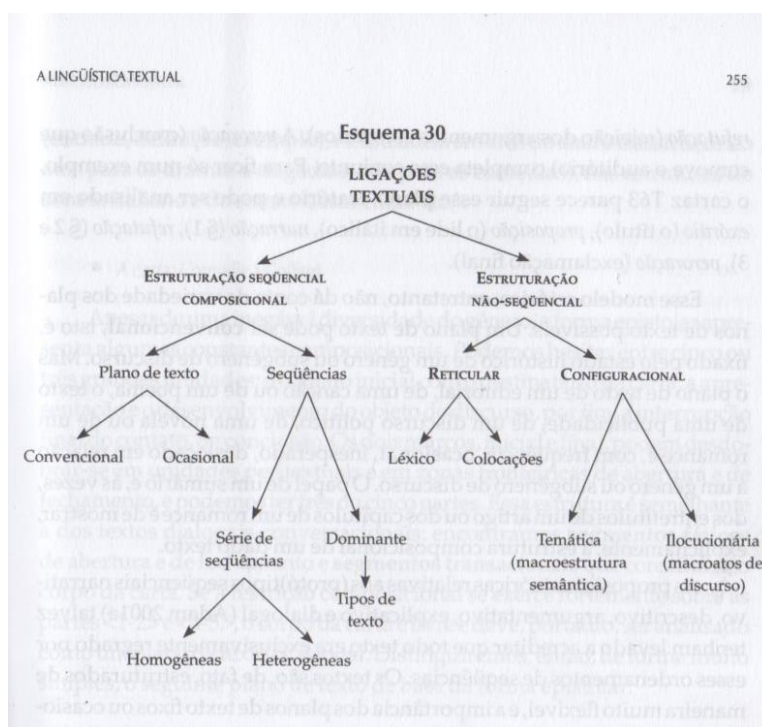 A LINGÜÍSTICA TEXTUAL 255
Esquema 30
LIGAÇÕES
TEXTUAIS
ESTRUTURAÇÃO SEQÜENCIAL
COMPOSICIONAL
ESTRUTURAÇÃO
NÃO-SEQÜENCIAL
Plano de texto
Seqüências
RETICULAR
CONFIGURACIONAL
Convencional
Ocasional
Léxico
Colocações
Série de
seqüências
Dominante
Temática
(macroestrutura
semântica)
Ilocucionária
(macroatos de
discurso)
Tipos de
texto
Homogêneas
Heterogêneas